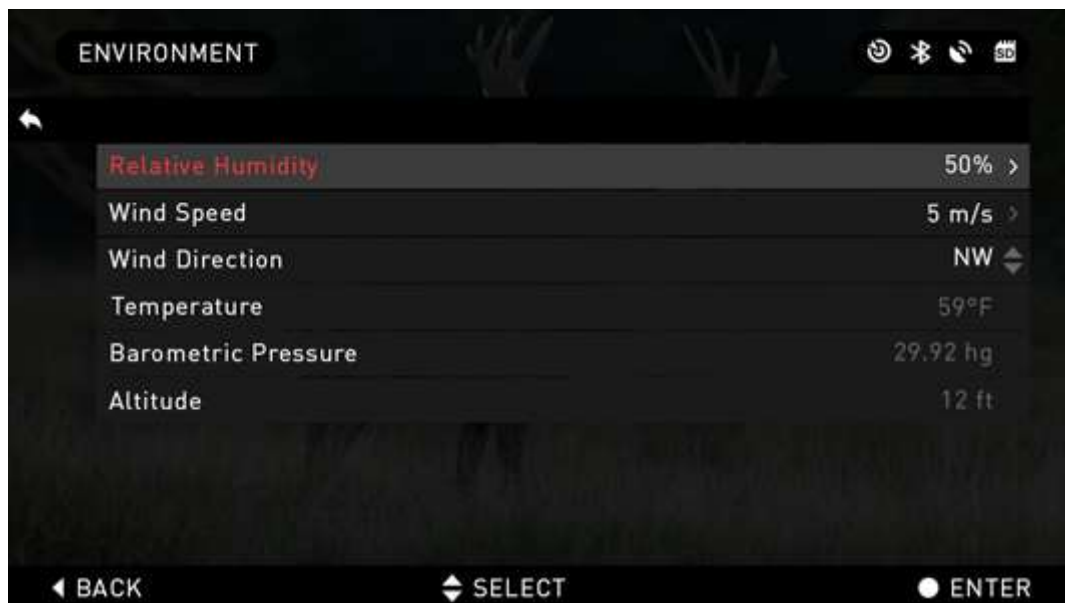 ENVIRONMENT SD
Relative Humidity 50%
Wind Speed 5 m/s
Wind Direction NW
Temperature 59°F
Barometric Pressure 29.92 hg
Altitude 12 ft
BACK SELECT ENTER